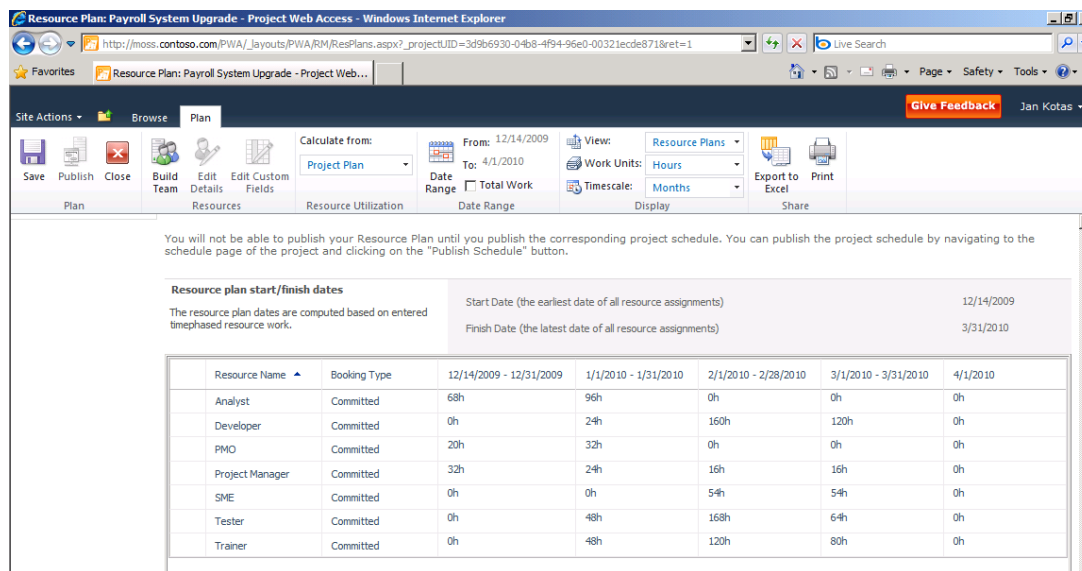 Resource Plan: Payroll System Upgrade - Project Web Access - Windows Internet Explorer
http://moss.contoso.com/PWA/_layouts/PWA/RM/ResPlans.aspx?_projectUID=3d9b6930-04b8-4f94-96e0-00321ecde871&ret=1
Live Search
Favorites
Resource Plan: Payroll System Upgrade - Project Web...
Page Safety Tools
Give Feedback
Jan Kotas
Site Actions Browse Plan
Save Publish Close
Plan
Build Team
Edit Details
Edit Custom Fields
Resources
Calculate from:
Project Plan
Resource Utilization
Date Range
From: 12/14/2009
To: 4/1/2010
Total Work
Date Range
View: Resource Plans
Work Units: Hours
Timescale: Months
Display
Export to Excel
Print
Share
You will not be able to publish your Resource Plan until you publish the corresponding project schedule. You can publish the project schedule by navigating to the
schedule page of the project and clicking on the "Publish Schedule" button.
Resource plan start/finish dates
The resource plan dates are computed based on entered
timephased resource work.
Start Date (the earliest date of all resource assignments) 12/14/2009
Finish Date (the latest date of all resource assignments) 3/31/2010
Resource Name Booking Type 12/14/2009 - 12/31/2009 1/1/2010 - 1/31/2010 2/1/2010 - 2/28/2010 3/1/2010 - 3/31/2010 4/1/2010
Analyst Committed 68h 96h 0h 0h 0h
Developer Committed 0h 24h 160h 120h 0h
PMO Committed 20h 32h 0h 0h 0h
Project Manager Committed 32h 24h 16h 16h 0h
SME Committed 0h 0h 54h 54h 0h
Tester Committed 0h 48h 168h 64h 0h
Trainer Committed 0h 48h 120h 80h 0h